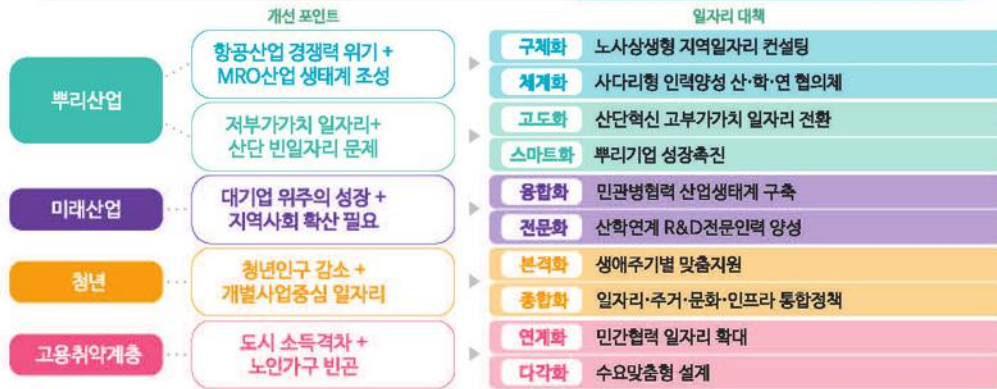 개선 포인트
일자리 대책
뿌리산업
항공산업 경쟁력 위기 +
MRO산업 생태계 조성
구체화 노사상생형 지역일자리 컨설팅
체계화 사다리형 인력양성 산·학·연 협의체
저부가가치 일자리+
산단 빈일자리 문제
고도화 산단혁신 고부가가치 일자리 전환
스마트화 뿌리기업 성장촉진
미래산업
대기업 위주의 성장 +
지역사회 확산 필요
융합화 민관병협력 산업생태계 구축
전문화 산학연계 R&D전문인력 양성
청년
청년인구 감소 +
개별사업중심 일자리
본격화 생애주기별 맞춤지원
종합화 일자리·주거·문화·인프라 통합정책
고용취약계층
도시 소득격차 +
노인가구 빈곤
연계화 민간협력 일자리 확대
다각화 수요맞춤형 설계